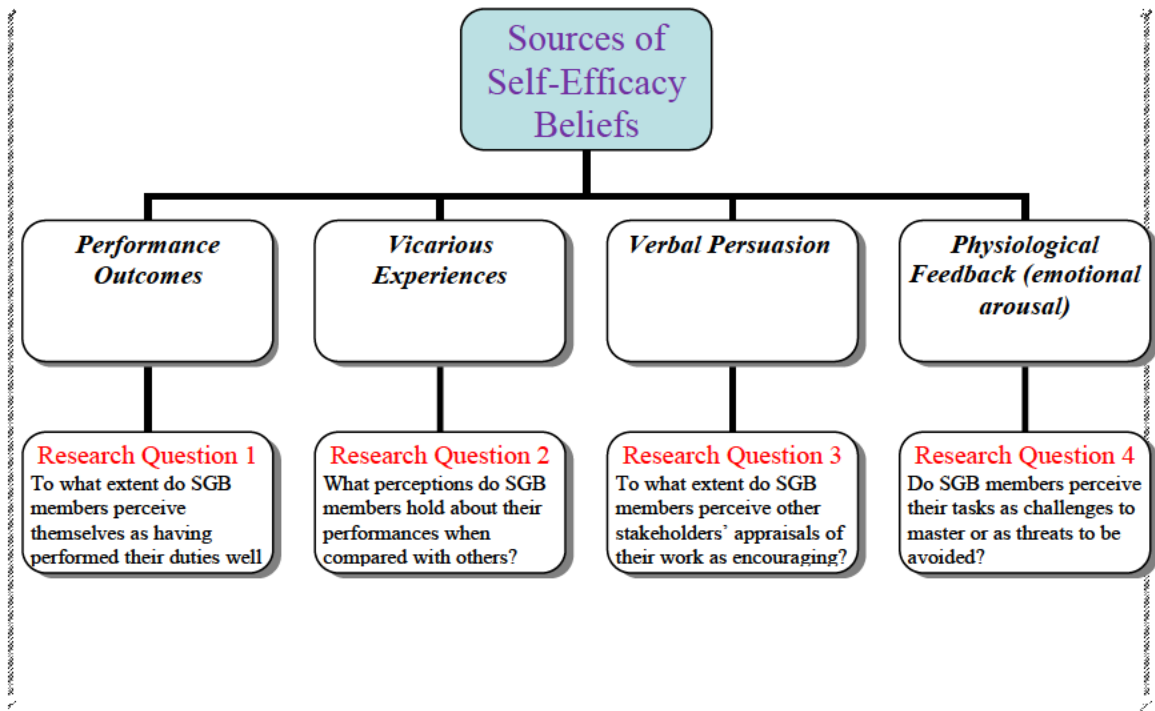 Sources of
Self-Efficacy
Beliefs
Performance
Outcomes
Vicarious
Experiences
Verbal Persuasion
Physiological
Feedback (emotional
arousal)
Research Question 1
To what extent do SGB
members perceive
themselves as having
performed their duties well
Research Question 2
What perceptions do SGB
members hold about their
performances when
compared with others?
Research Question 3
To what extent do SGB
members perceive other
stakeholders’ appraisals of
their work as encouraging?
Research Question 4
Do SGB members perceive
their tasks as challenges to
master or as threats to be
avoided?